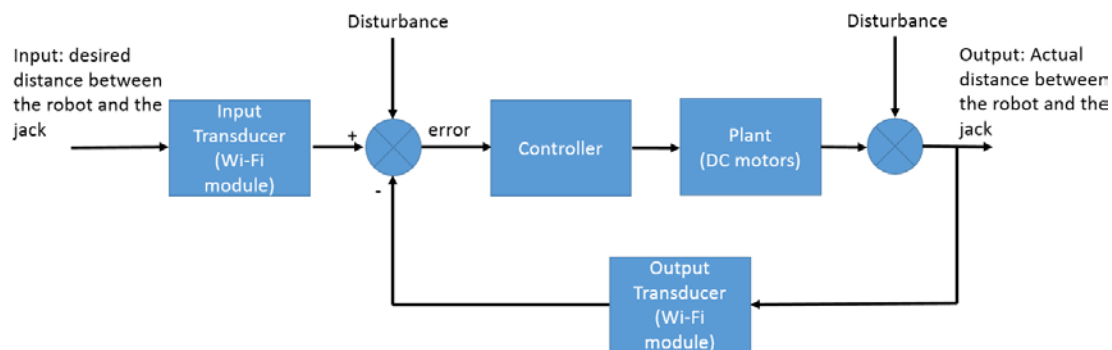 Disturbance
Disturbance
Input: desired
distance between
the robot and the
jack
Output: Actual
distance between
the robot and the
jack
Input
Transducer
(Wi-Fi
module)
+
-
error
Controller
Plant
(DC motors)
Output
Transducer
(Wi-Fi
module)